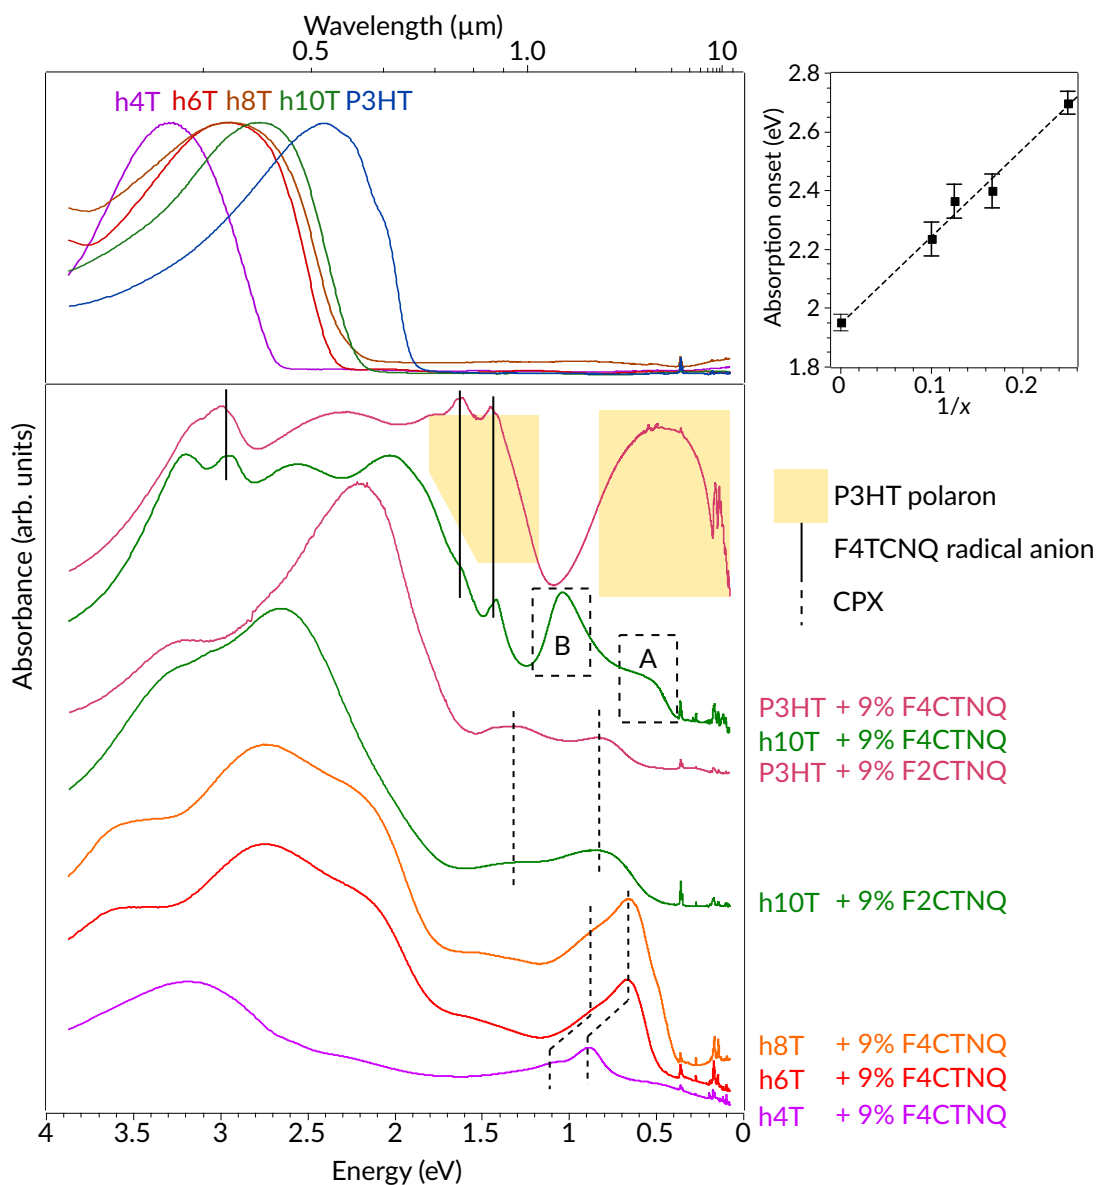 Wavelength (µm)
0.5 1.0 10
h4T h6T h8T h10T P3HT
2.8
2.6
2.4
2.2
2
1.8
Absorption onset (eV)
0 0.1 0.2
1/x
Absorbance (arb. units)
B
A
P3HT polaron
F4TCNQ radical anion
CPX
P3HT + 9% F4CTNQ
h10T + 9% F4CTNQ
P3HT + 9% F2CTNQ
h10T + 9% F2CTNQ
h8T + 9% F4CTNQ
h6T + 9% F4CTNQ
h4T + 9% F4CTNQ
4 3.5 3 2.5 2 1.5 1 0.5 0
Energy (eV)